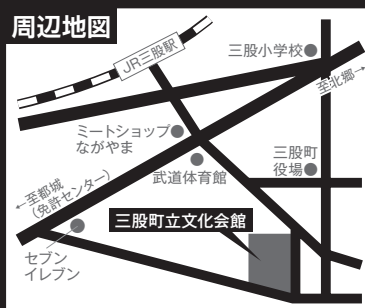 周辺地図
JR三股駅
三股小学校
至北郷
ミートショップ
ながやま
武道体育館
三股町
役場
←至都城
(免許センター)
三股町立文化会館
セブン
イレブン